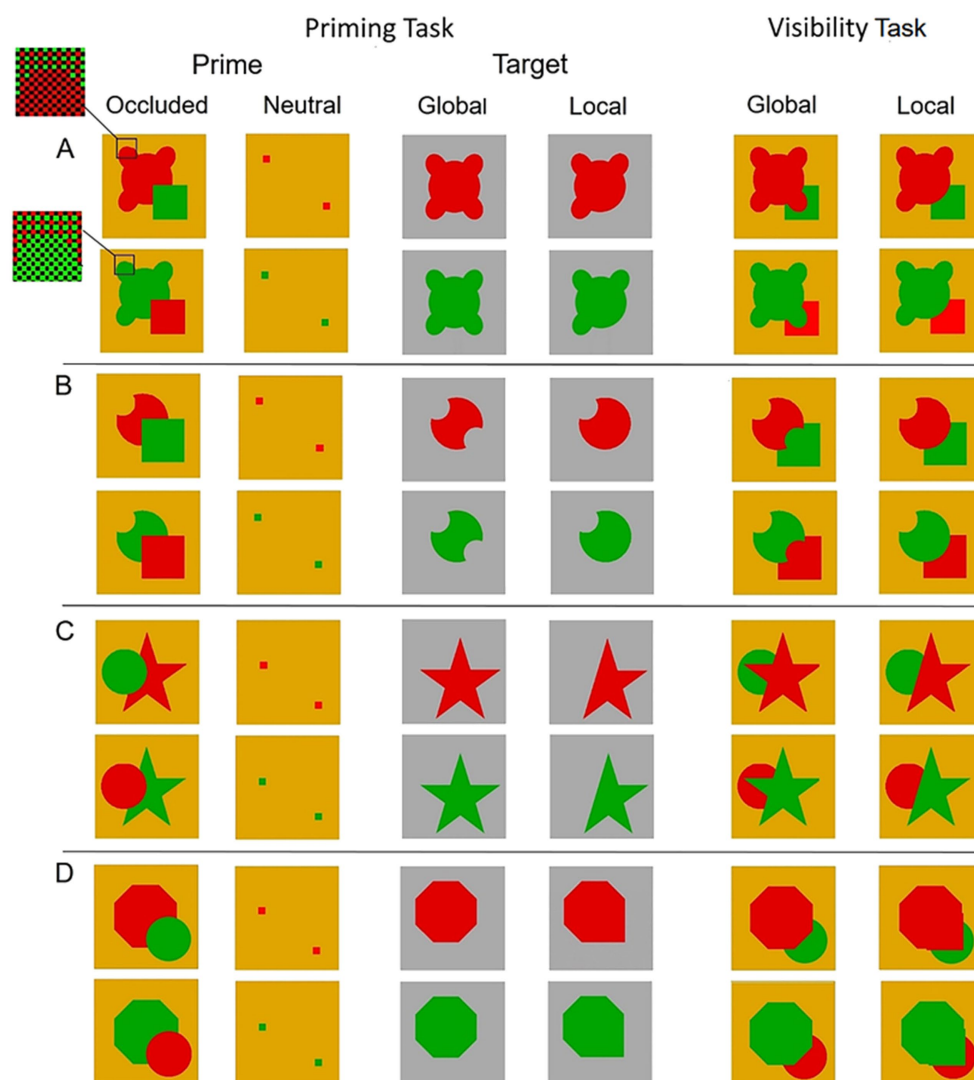 Priming Task
Visibility Task
Prime
Target
Occluded
Neutral
Global
Local
Global
Local
A
B
C
D